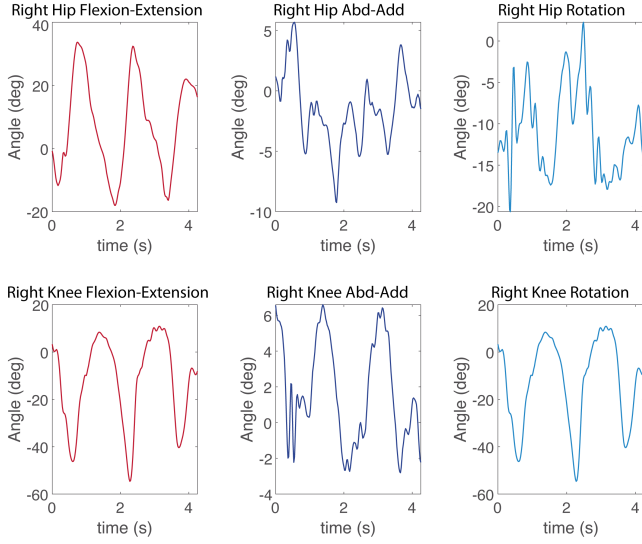 Right Hip Flexion-Extension
Right Hip Abd-Add
Right Hip Rotation
Angle (deg)
40
20
0
-20
0
2
4
time (s)
Angle (deg)
5
0
-5
-10
0
2
4
time (s)
Angle (deg)
0
-5
-10
-15
-20
0
2
4
time (s)
Right Knee Flexion-Extension
Right Knee Abd-Add
Right Knee Rotation
Angle (deg)
20
0
-20
-40
-60
0
2
4
time (s)
Angle (deg)
6
4
2
0
-2
-4
0
2
4
time (s)
Angle (deg)
20
0
-20
-40
-60
0
2
4
time (s)